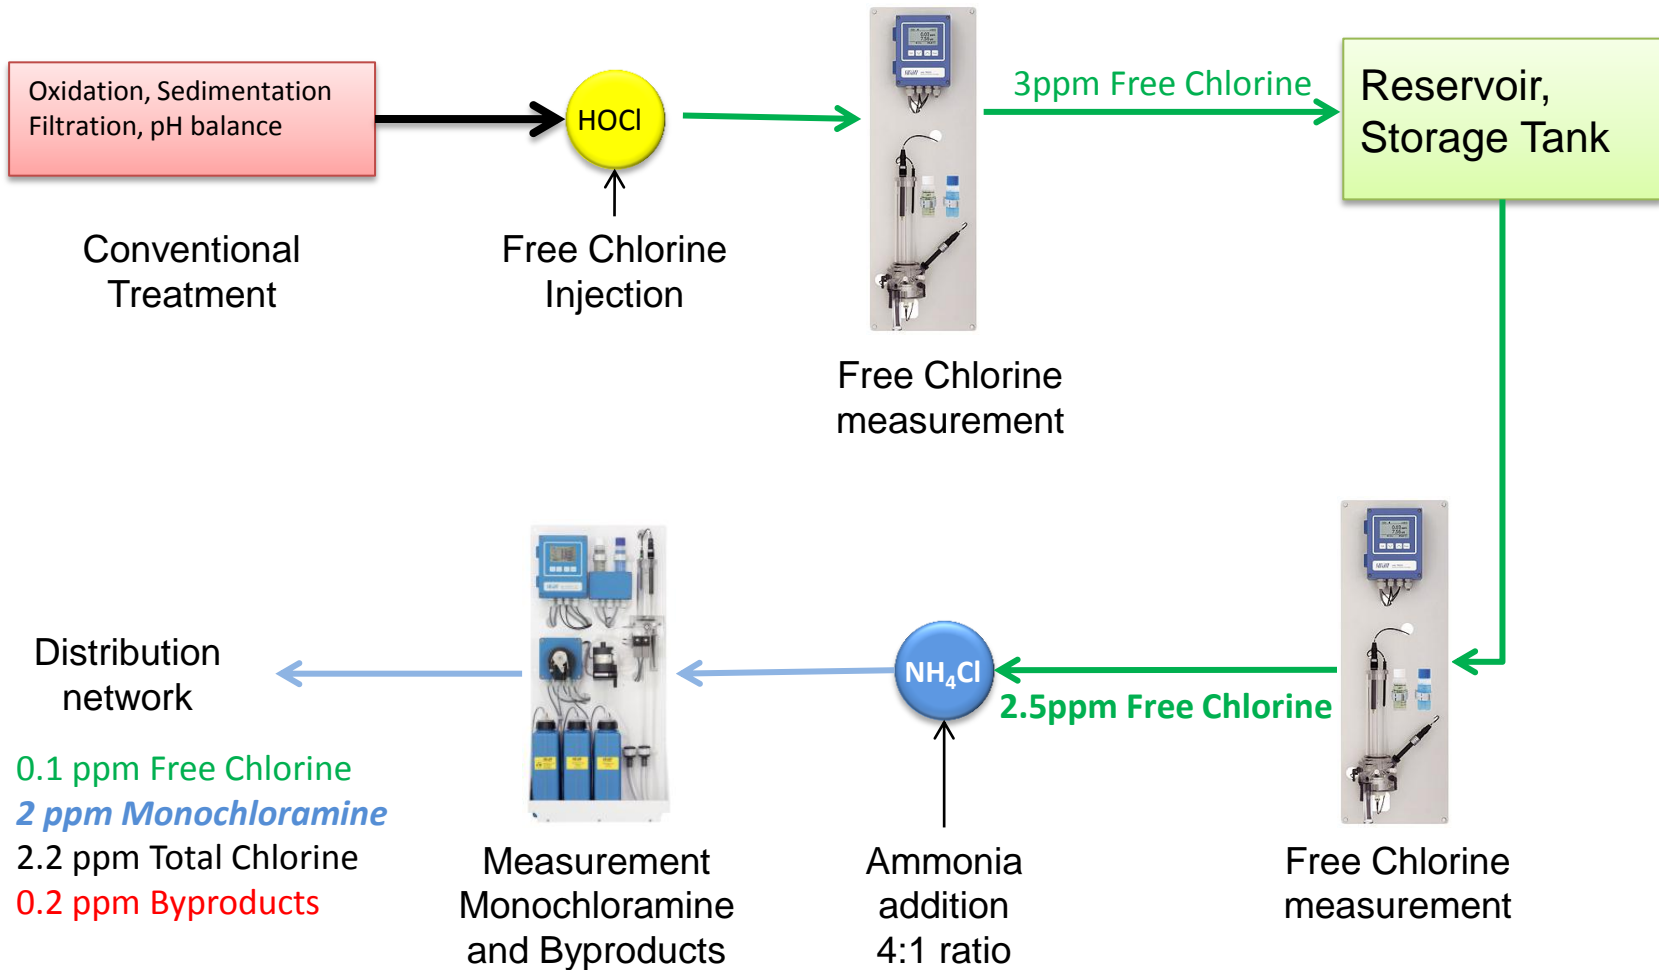 Oxidation, Sedimentation
Filtration, pH balance
HOCl
3ppm Free Chlorine
Reservoir,
Storage Tank
Conventional
Treatment
Free Chlorine
Injection
Free Chlorine
measurement
Distribution
network
NH₄Cl
2.5ppm Free Chlorine
0.1 ppm Free Chlorine
2 ppm Monochloramine
2.2 ppm Total Chlorine
0.2 ppm Byproducts
Measurement
Monochloramine
and Byproducts
Ammonia
addition
4:1 ratio
Free Chlorine
measurement